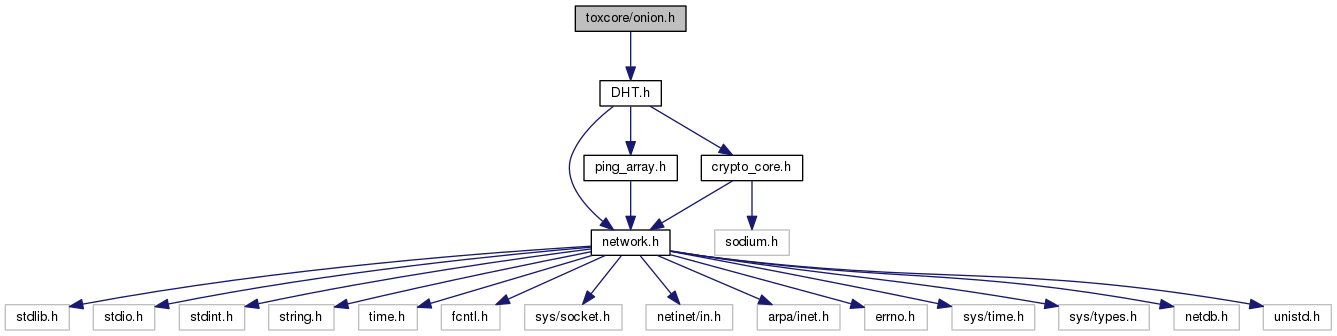 toxcore/onion.h
DHT.h
ping_array.h
crypto_core.h
network.h
sodium.h
stdlib.h
stdio.h
stdint.h
string.h
time.h
fcntl.h
sys/socket.h
netinet/in.h
arpa/inet.h
errno.h
sys/time.h
sys/types.h
netdb.h
unistd.h